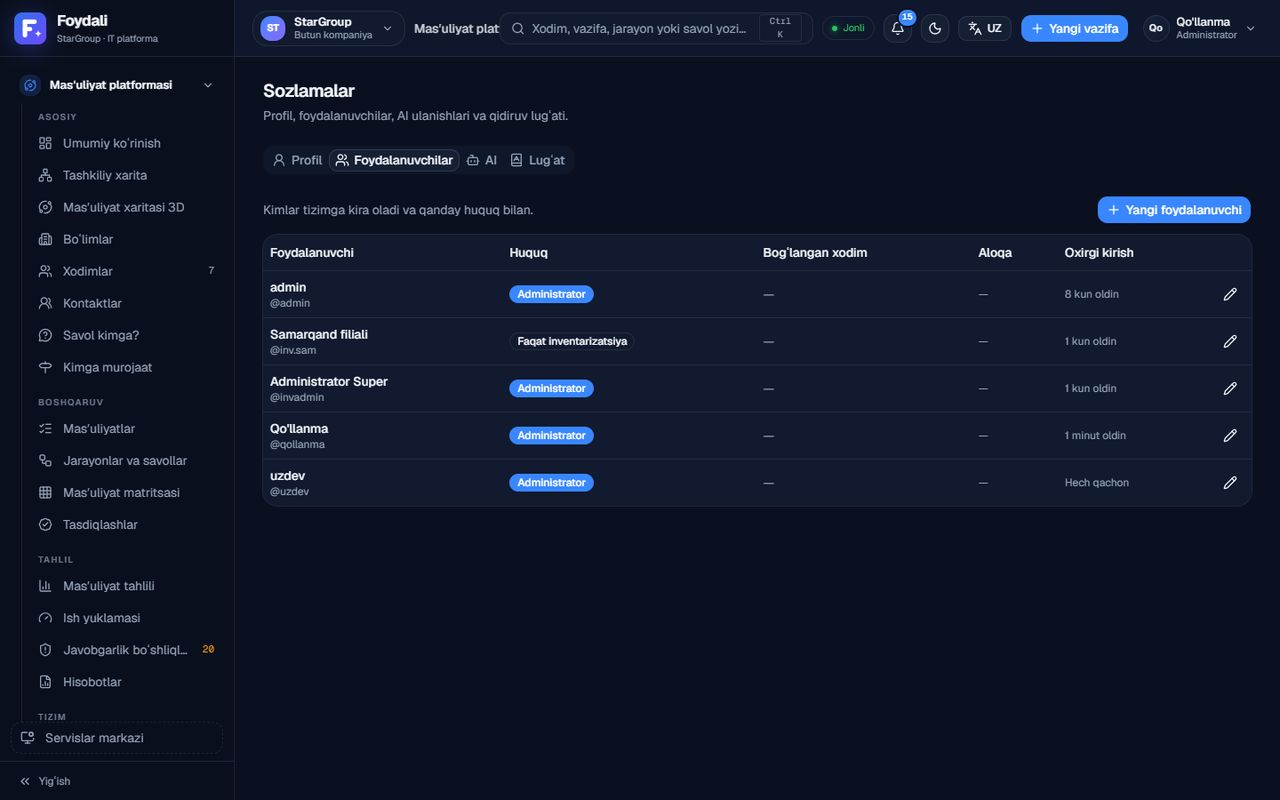 Foydali
StarGroup · IT platforma
Mas'uliyat platformasi
ASOSIY
Umumiy ko'rinish
Tashkiliy xarita
Mas'uliyat xaritasi 3D
Bo'limlar
Xodimlar 7
Kontaktlar
Savol kimga?
Kimga murojaat
BOSHQARUV
Mas'uliyatlar
Jarayonlar va savollar
Mas'uliyat matritsasi
Tasdiqlashlar
TAHLIL
Mas'uliyat tahlili
Ish yuklamasi
Javobgarlik bo'shliql... 20
Hisobotlar
TIZIM
Servislar markazi
Yig'ish
ST
StarGroup
Butun kompaniya
Mas'uliyat plat
Xodim, vazifa, jarayon yoki savol yozi...
Ctrl K
Jonli
15
UZ
+ Yangi vazifa
Qo
Qo'llanma
Administrator
Sozlamalar
Profil, foydalanuvchilar, AI ulanishlari va qidiruv lug'ati.
Profil Foydalanuvchilar AI Lug'at
Kimlar tizimga kira oladi va qanday huquq bilan.
+ Yangi foydalanuvchi
Foydalanuvchi Huquq Bog'langan xodim Aloqa Oxirgi kirish
admin
@admin
Administrator — — 8 kun oldin
Samarqand filiali
@inv.sam
Faqat inventarizatsiya — — 1 kun oldin
Administrator Super
@invadmin
Administrator — — 1 kun oldin
Qo'llanma
@qollanma
Administrator — — 1 minut oldin
uzdev
@uzdev
Administrator — — Hech qachon